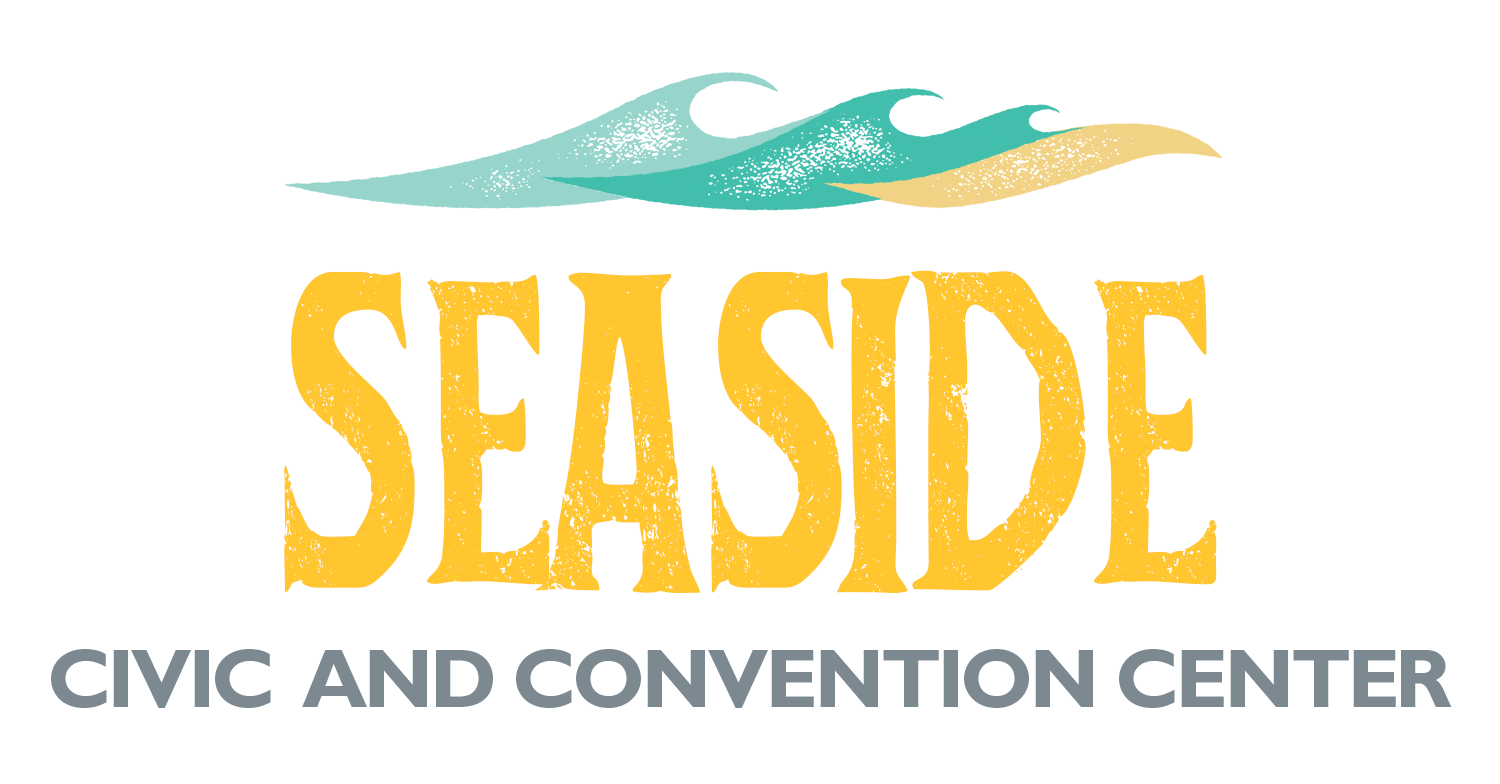 SEASIDE
CIVIC AND CONVENTION CENTER